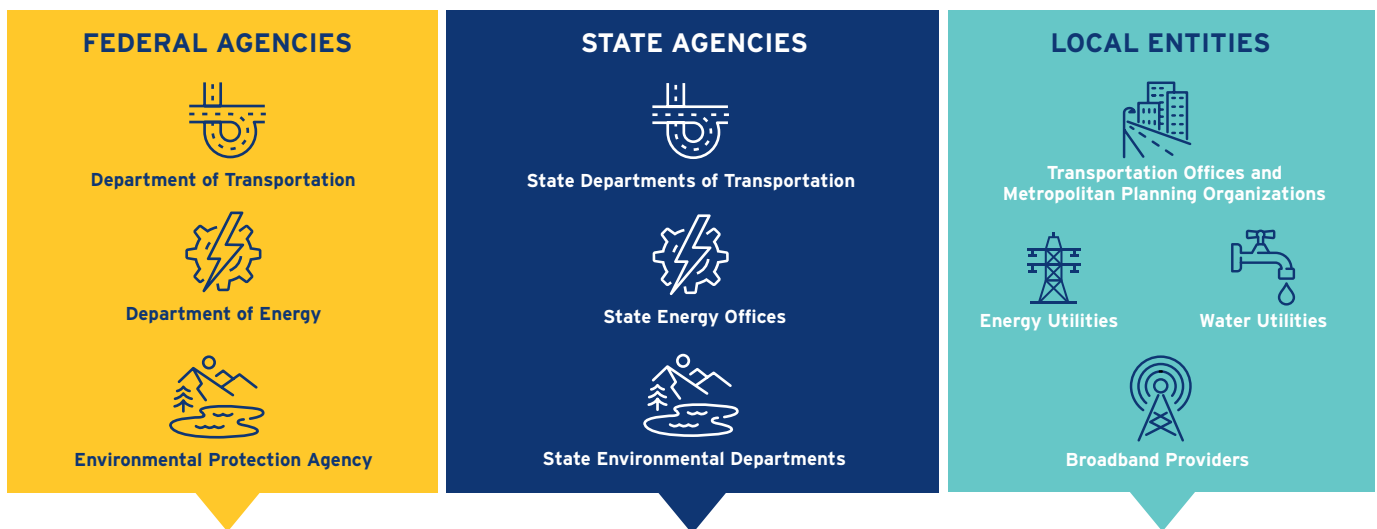 FEDERAL AGENCIES
Department of Transportation
Department of Energy
Environmental Protection Agency
STATE AGENCIES
State Departments of Transportation
State Energy Offices
State Environmental Departments
LOCAL ENTITIES
Transportation Offices and
Metropolitan Planning Organizations
Energy Utilities
Water Utilities
Broadband Providers